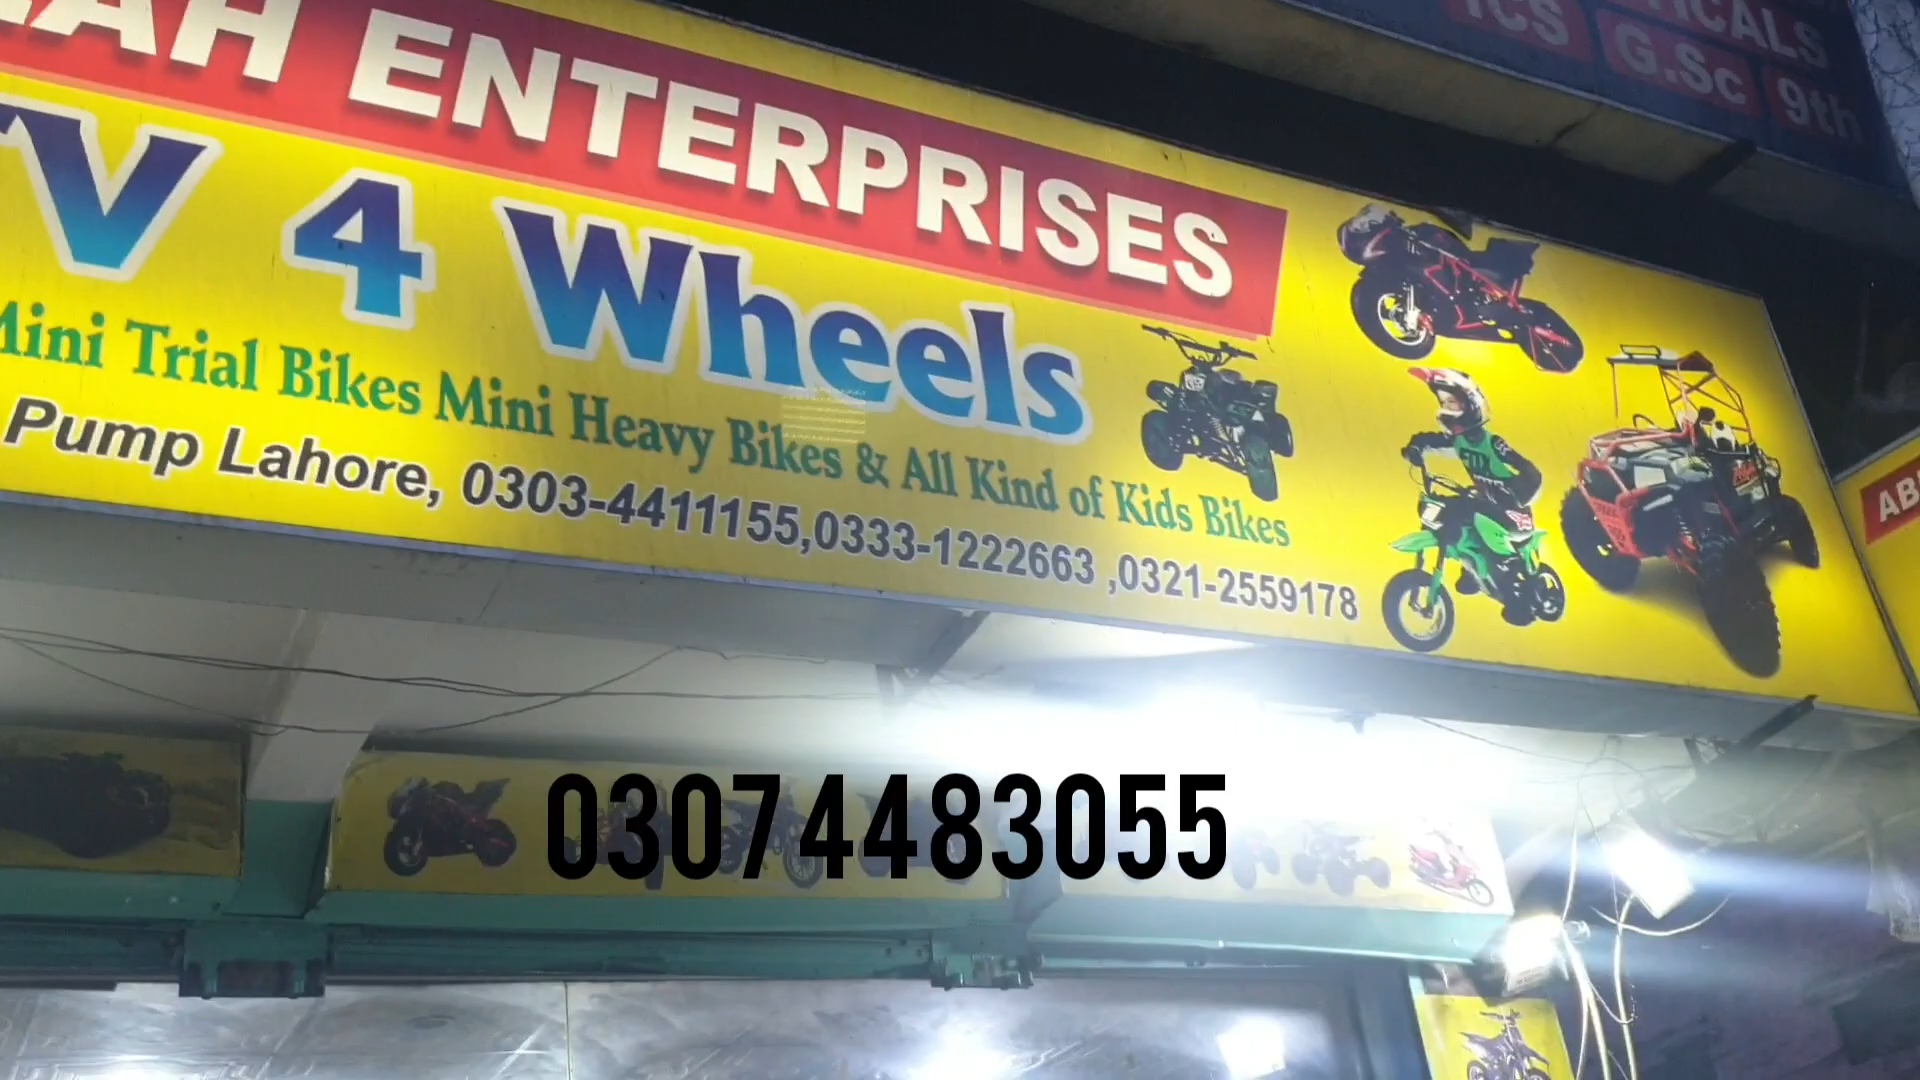 ENTERPRISES
4 Wheels
Mini Trial Bikes Mini Heavy Bikes & All Kind of Kids Bikes
Pump Lahore, 0303-4411155,0333-1222663 ,0321-2559178
G.Sc 9th
03074483055